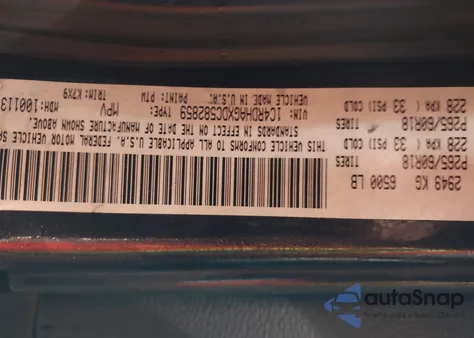 2949 KG 6500 LB
P265/60R18 TIRES
228 KPA ( 33 PSI) COLD
P265/60R18 TIRES
228 KPA ( 33 PSI) COLD
THIS VEHICLE CONFORMS TO ALL APPLICABLE U.S.A. FEDERAL MOTOR VEHICLE
STANDARDS IN EFFECT ON THE DATE OF MANUFACTURE SHOWN ABOVE.
VIN: TYPE: MPV MDH: 100113
VEHICLE MADE IN U.S.A. PAINT: PTM TRIM: K7X9
autaSnap